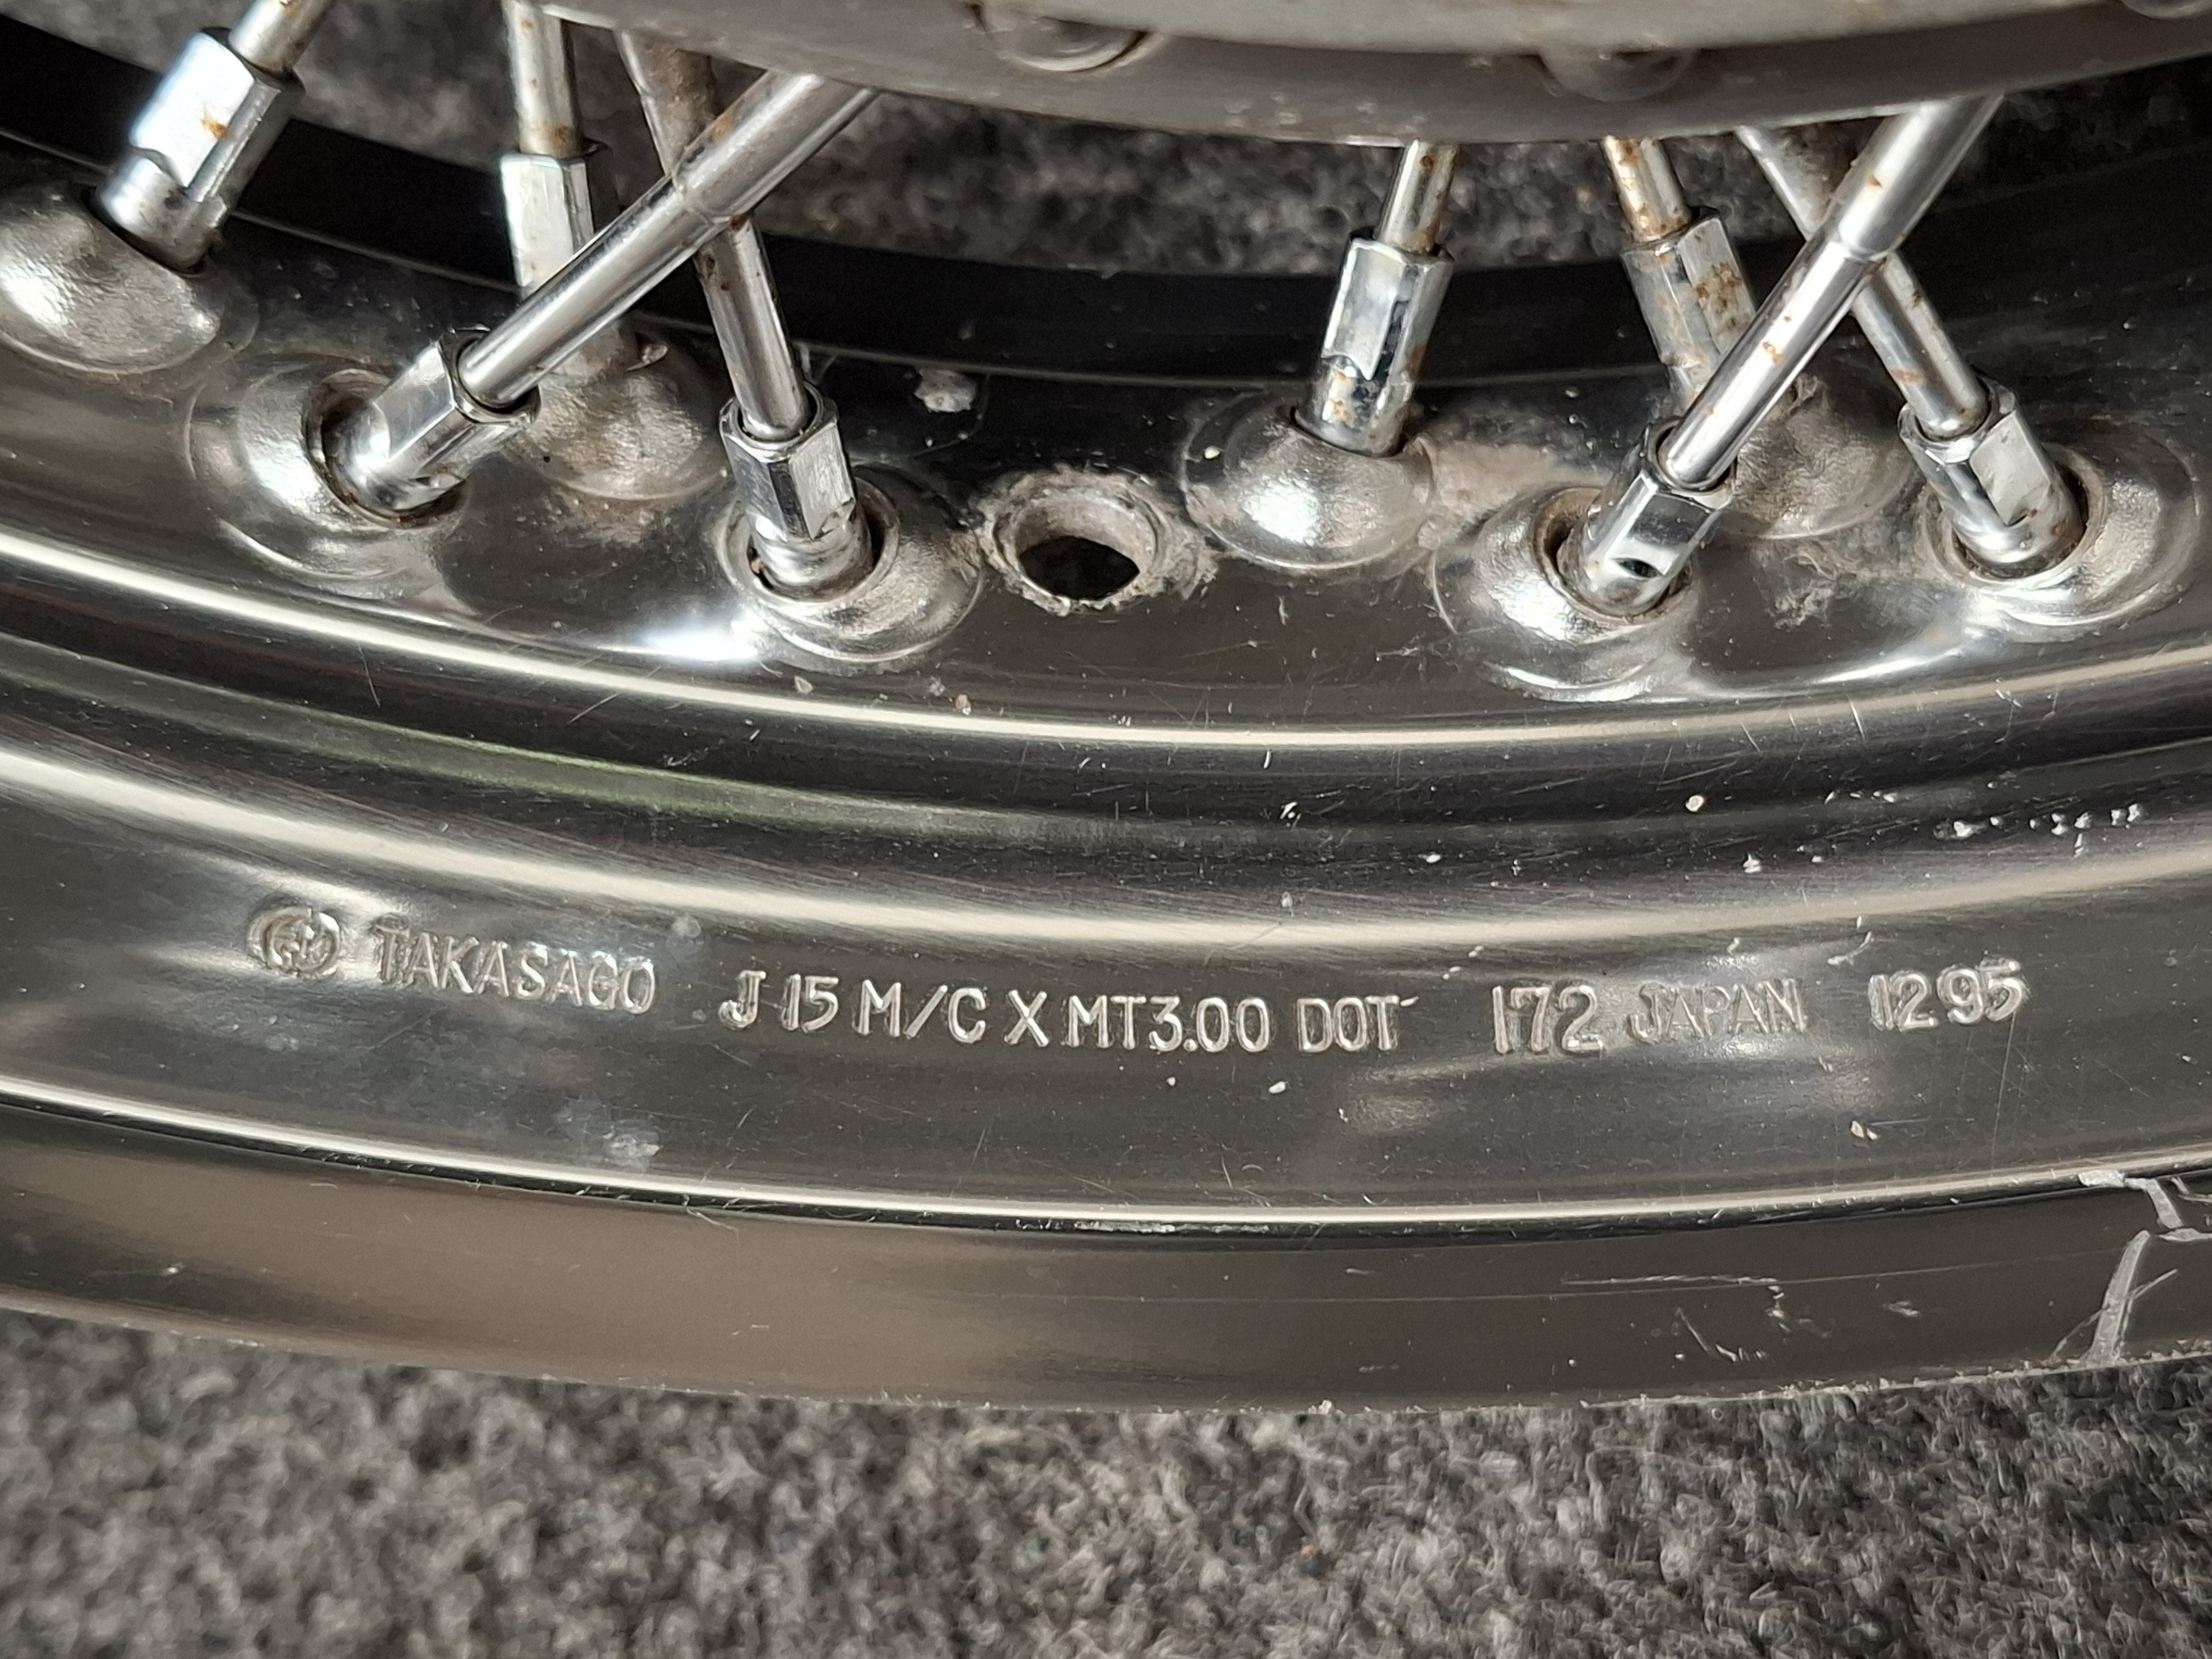 TAKASAGO J 15 M/C X MT3.00 DOT 172 JAPAN 12 95